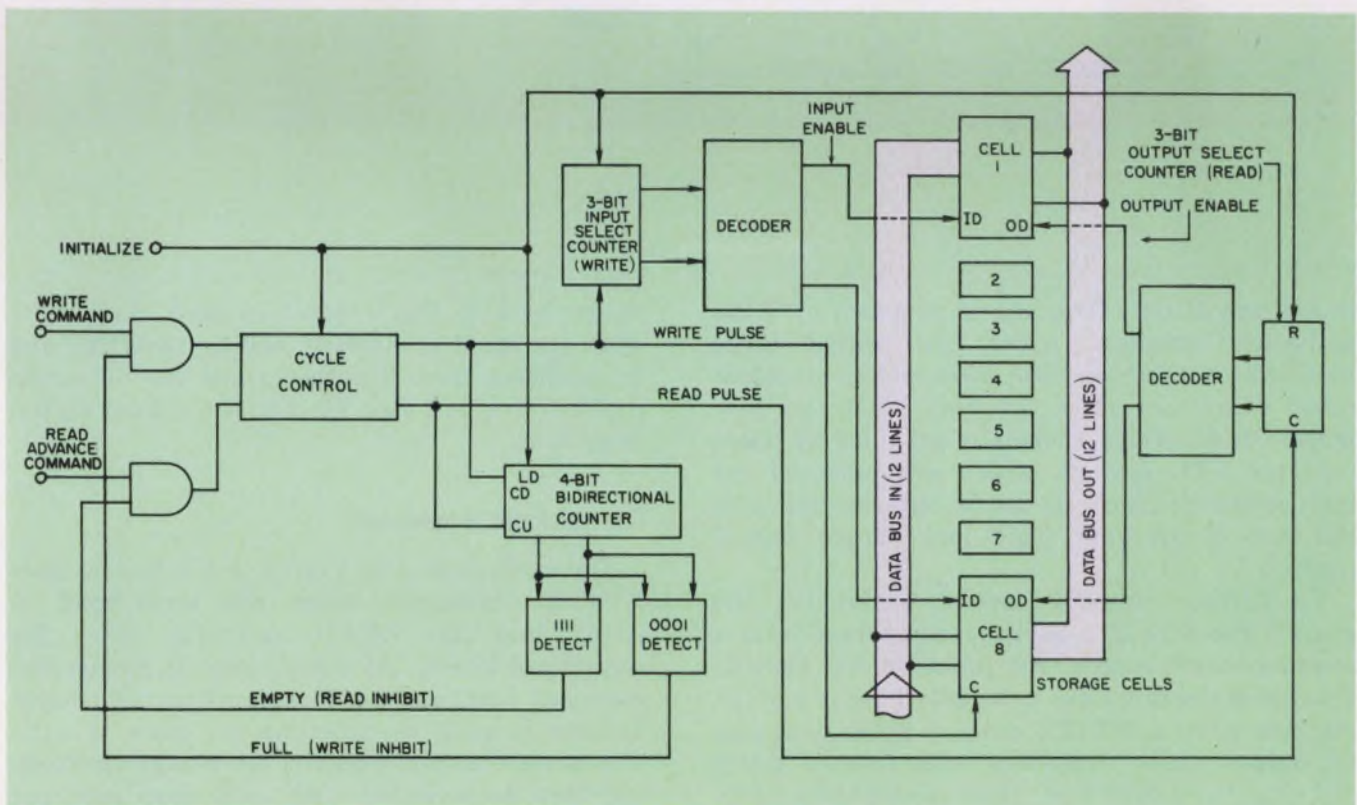 INITIALIZE
WRITE
COMMAND
READ
ADVANCE
COMMAND
CYCLE
CONTROL
3-BIT
INPUT
SELECT
COUNTER
(WRITE)
DECODER
INPUT
ENABLE
WRITE PULSE
READ PULSE
LD
CD
CU
4-BIT
BIDIRECTIONAL
COUNTER
1111
DETECT
0001
DETECT
EMPTY (READ INHIBIT)
FULL (WRITE INHBIT)
DATA BUS IN (12 LINES)
CELL
1
ID
OD
2
3
4
5
6
7
ID
OD
CELL
8
C
STORAGE CELLS
DATA BUS OUT (12 LINES)
3-BIT
OUTPUT SELECT
COUNTER (READ)
OUTPUT ENABLE
DECODER
R
C